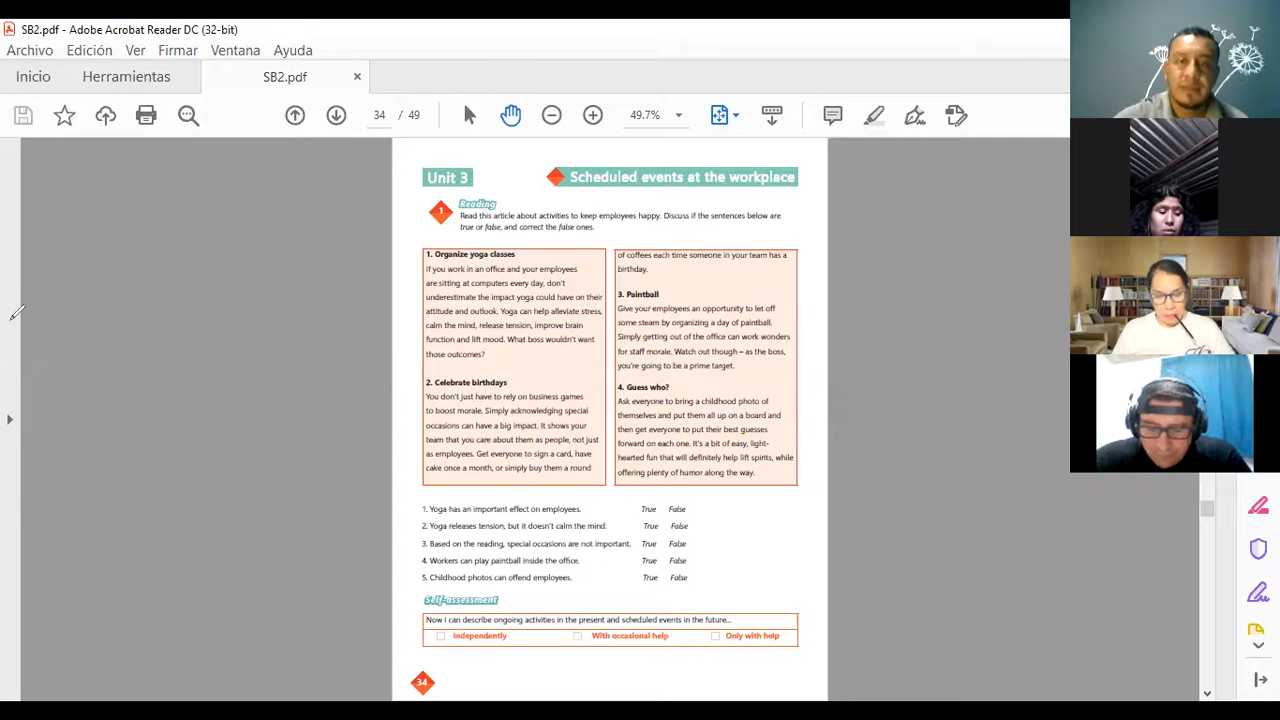 SB2.pdf - Adobe Acrobat Reader DC (32-bit)
Archivo Edición Ver Firmar Ventana Ayuda
Inicio Herramientas SB2.pdf ×
34 / 49 49.7%
Unit 3
Scheduled events at the workplace
1
Reading
Read this article about activities to keep employees happy. Discuss if the sentences below are
true or false, and correct the false ones.
1. Organize yoga classes
If you work in an office and your employees
are sitting at computers every day, don’t
underestimate the impact yoga could have on their
attitude and outlook. Yoga can help alleviate stress,
calm the mind, release tension, improve brain
function and lift mood. What boss wouldn’t want
those outcomes?
2. Celebrate birthdays
You don’t just have to rely on business games
to boost morale. Simply acknowledging special
occasions can have a big impact. It shows your
team that you care about them as people, not just
as employees. Get everyone to sign a card, have
cake once a month, or simply buy them a round
of coffees each time someone in your team has a
birthday.
3. Paintball
Give your employees an opportunity to let off
some steam by organizing a day of paintball.
Simply getting out of the office can work wonders
for staff morale. Watch out though – as the boss,
you’re going to be a prime target.
4. Guess who?
Ask everyone to bring a childhood photo of
themselves and put them all up on a board and
then get everyone to put their best guesses
forward on each one. It’s a bit of easy, light-
hearted fun that will definitely help lift spirits, while
offering plenty of humor along the way.
1. Yoga has an important effect on employees. True False
2. Yoga releases tension, but it doesn’t calm the mind. True False
3. Based on the reading, special occasions are not important. True False
4. Workers can play paintball inside the office. True False
5. Childhood photos can offend employees. True False
Self-assessment
Now I can describe ongoing activities in the present and scheduled events in the future...
Independently With occasional help Only with help
34